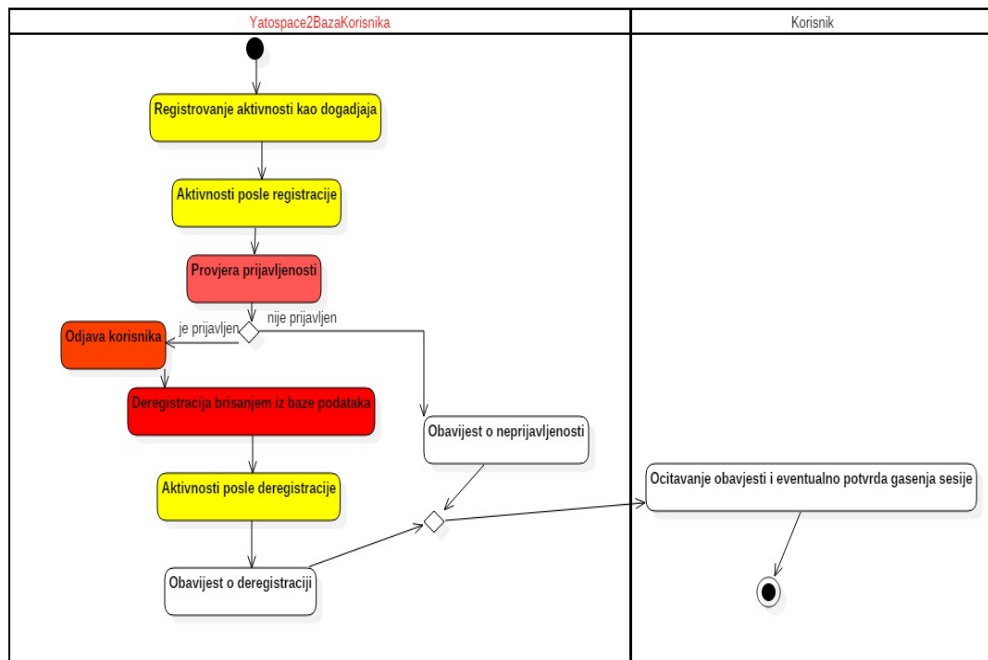 Yatospace2BazaKorisnika
Korisnik
Registrovanje aktivnosti kao dogadjaja
Aktivnosti posle registracije
Provjera prijavljenosti
je prijavljen
nije prijavljen
Odjava korisnika
Deregistracija brisanjem iz baze podataka
Obavijest o neprijavljenosti
Aktivnosti posle deregistracije
Ocitavanje obavjesti i eventualno potvrda gasenja sesije
Obavijest o deregistraciji